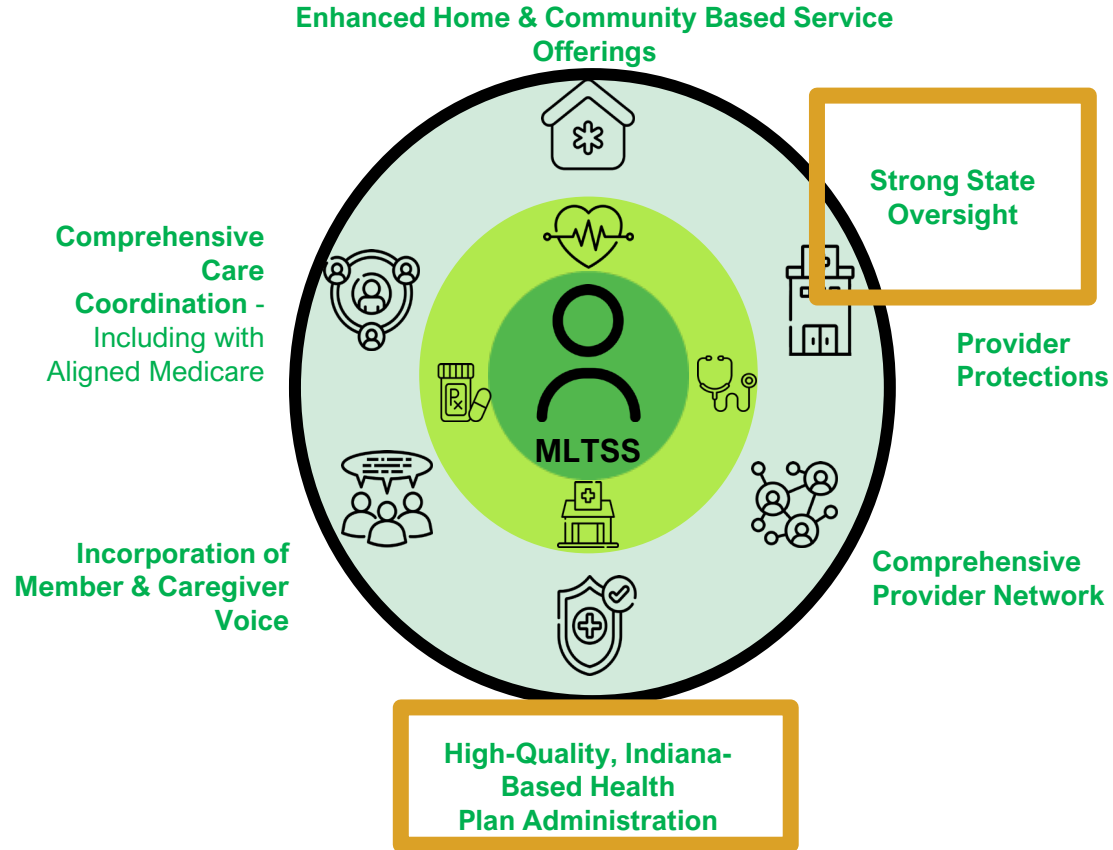 Enhanced Home & Community Based Service
Offerings
Strong State
Oversight
Comprehensive
Care
Coordination -
Including with
Aligned Medicare
Provider
Protections
Rx
MLTSS
Incorporation of
Member & Caregiver
Voice
Comprehensive
Provider Network
High-Quality, Indiana-
Based Health
Plan Administration